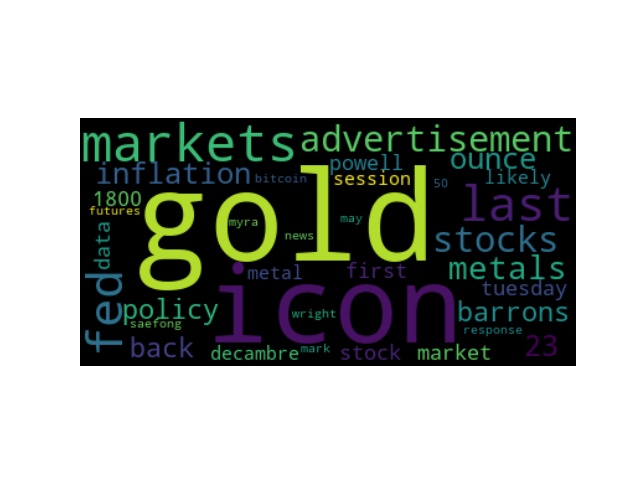 markets advertisement
inflation bitcoin powell ounce
session 50 likely
1800
futures gold last
myra may
data news stocks
fed icon metals
metal first tuesday
policy wright barrons
saefong response
back decambre mark stock market 23